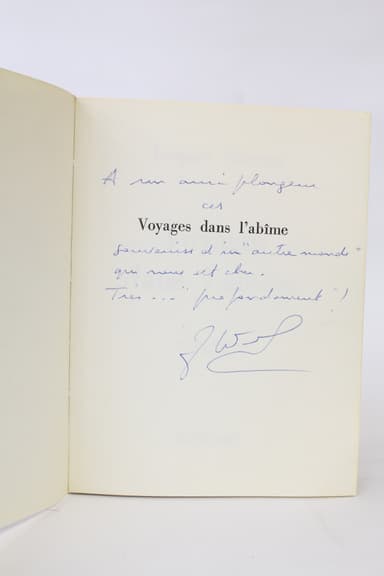 A un ami plongeur
ces
Voyages dans l'abîme
souvenirs d'un "autre monde"
qui nous est cher.
Très ... "profondément" !